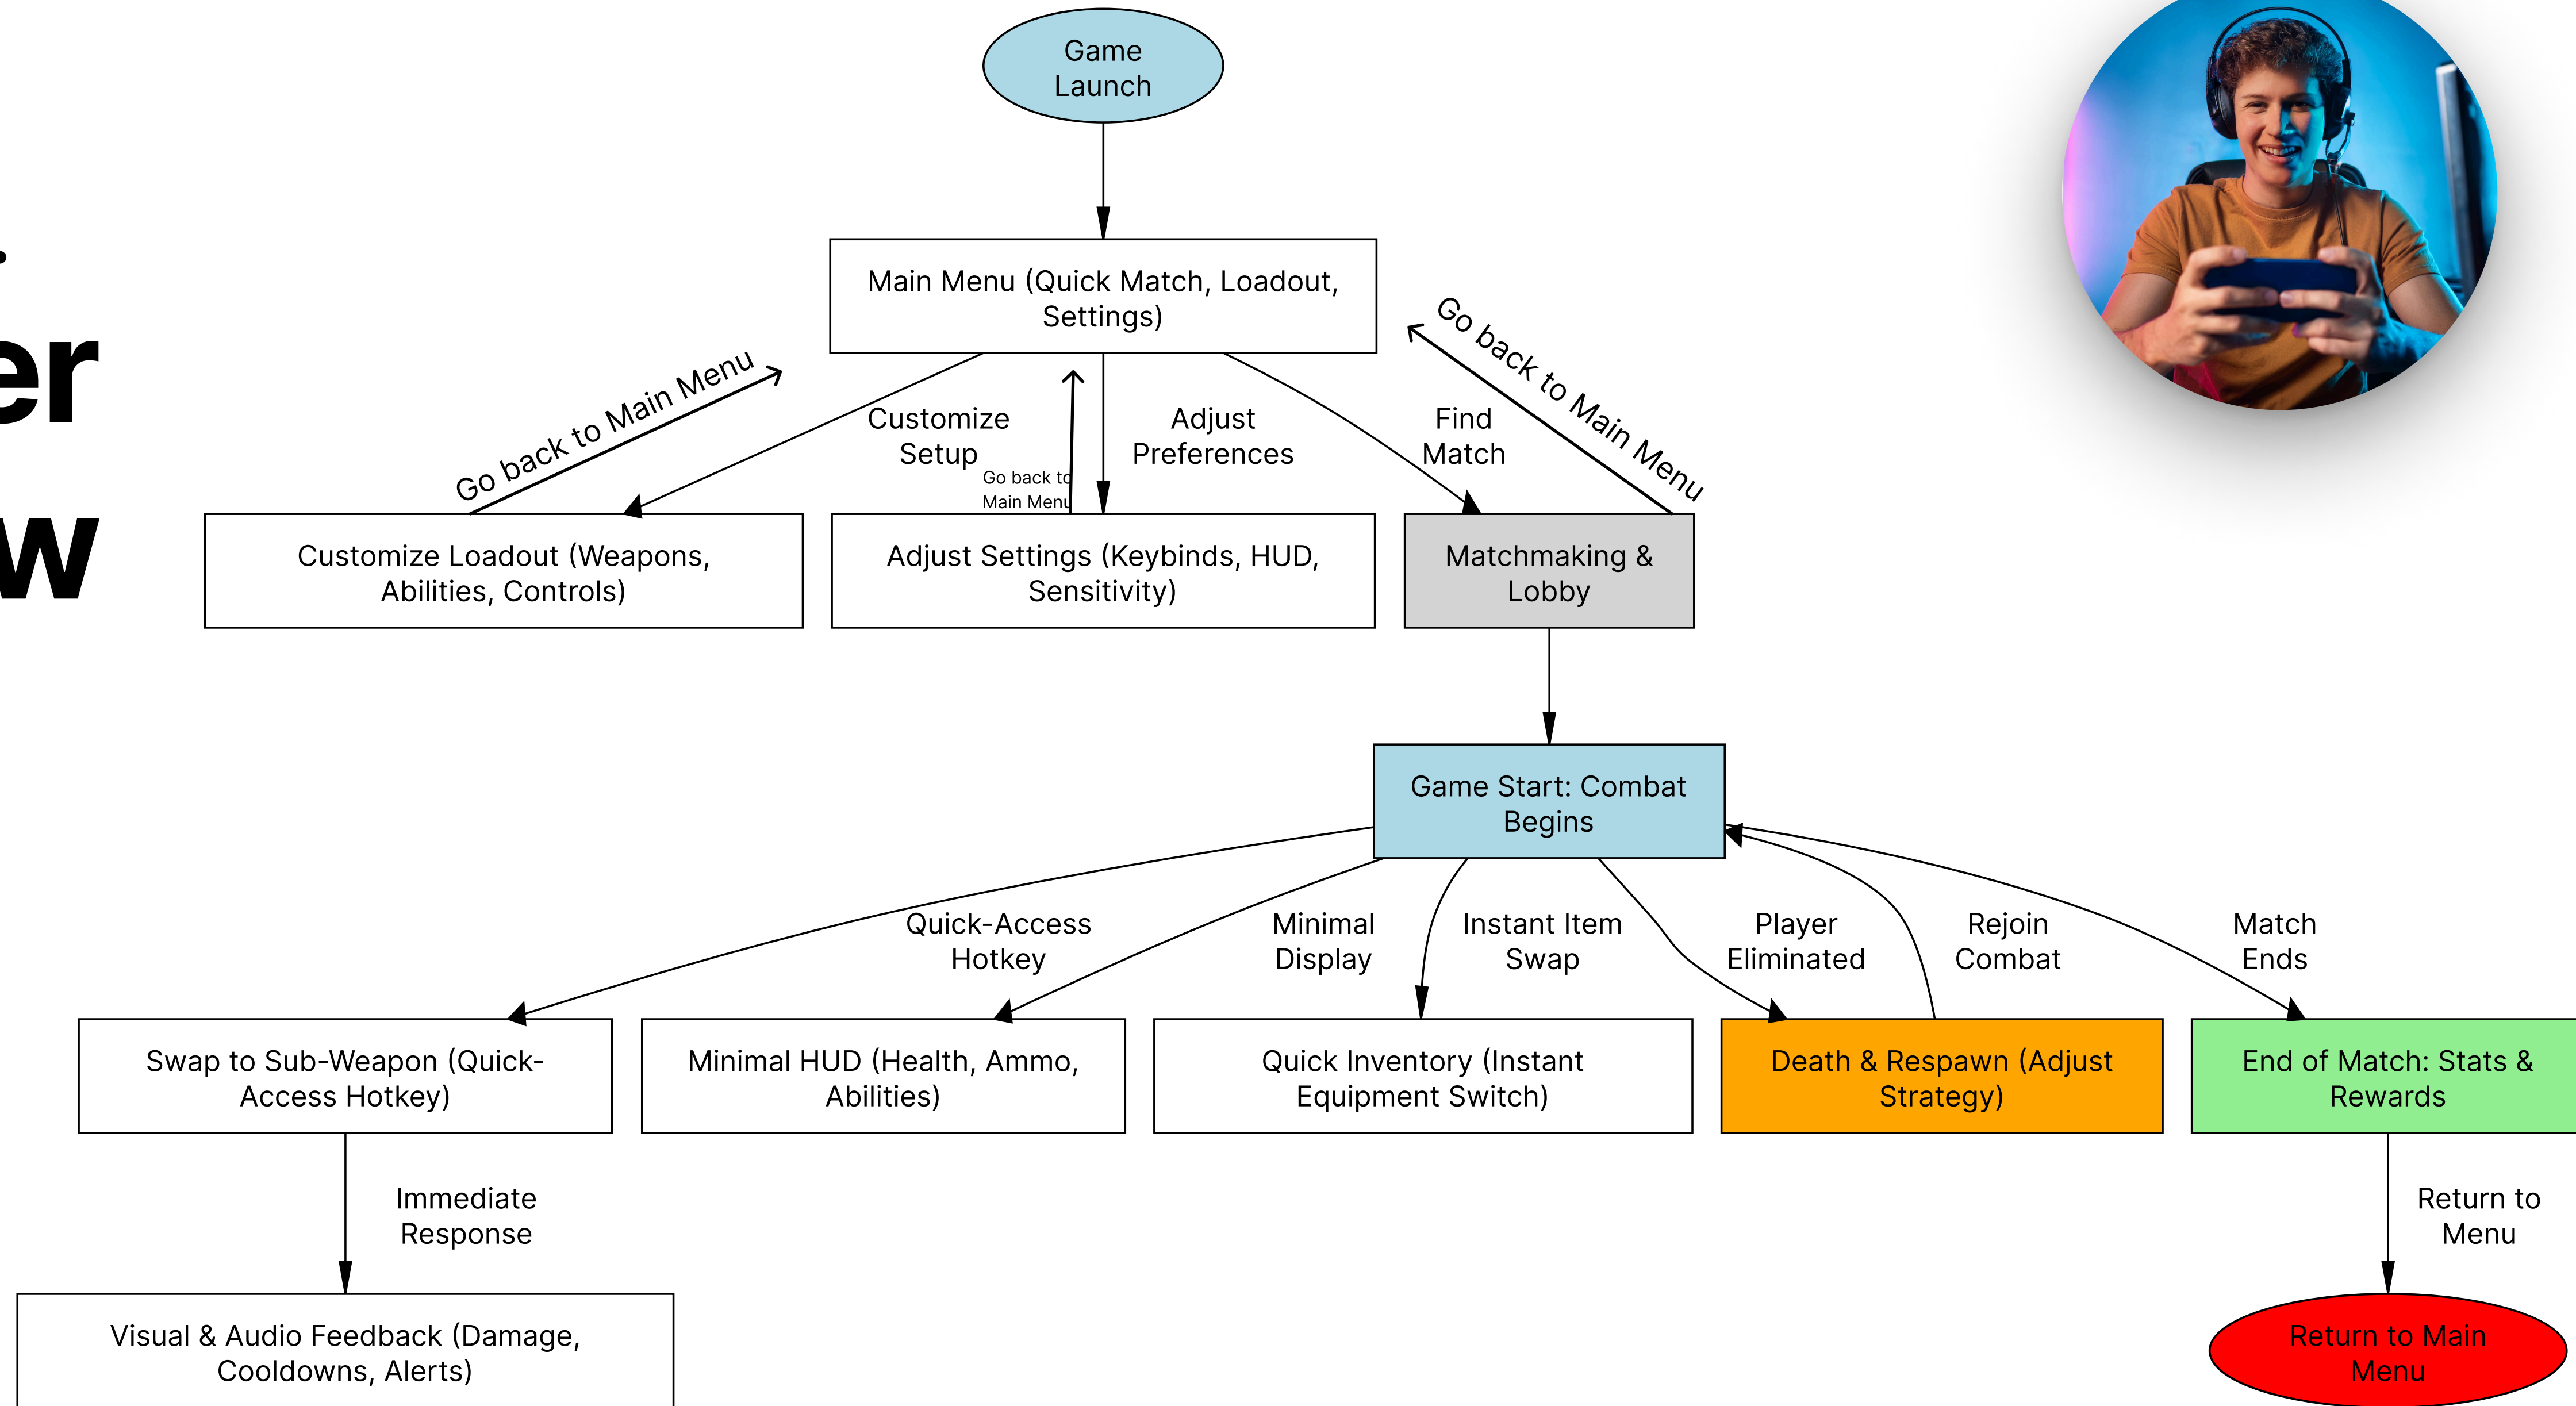 Game
Launch
Main Menu (Quick Match, Loadout,
Settings)
Go back to Main Menu
Customize
Setup
Go back to
Main Menu
Adjust
Preferences
Find
Match
Go back to Main Menu
er
w
Customize Loadout (Weapons,
Abilities, Controls)
Adjust Settings (Keybinds, HUD,
Sensitivity)
Matchmaking &
Lobby
Game Start: Combat
Begins
Quick-Access
Hotkey
Minimal
Display
Instant Item
Swap
Player
Eliminated
Rejoin
Combat
Match
Ends
Swap to Sub-Weapon (Quick-
Access Hotkey)
Minimal HUD (Health, Ammo,
Abilities)
Quick Inventory (Instant
Equipment Switch)
Death & Respawn (Adjust
Strategy)
End of Match: Stats &
Rewards
Immediate
Response
Return to
Menu
Visual & Audio Feedback (Damage,
Cooldowns, Alerts)
Return to Main
Menu